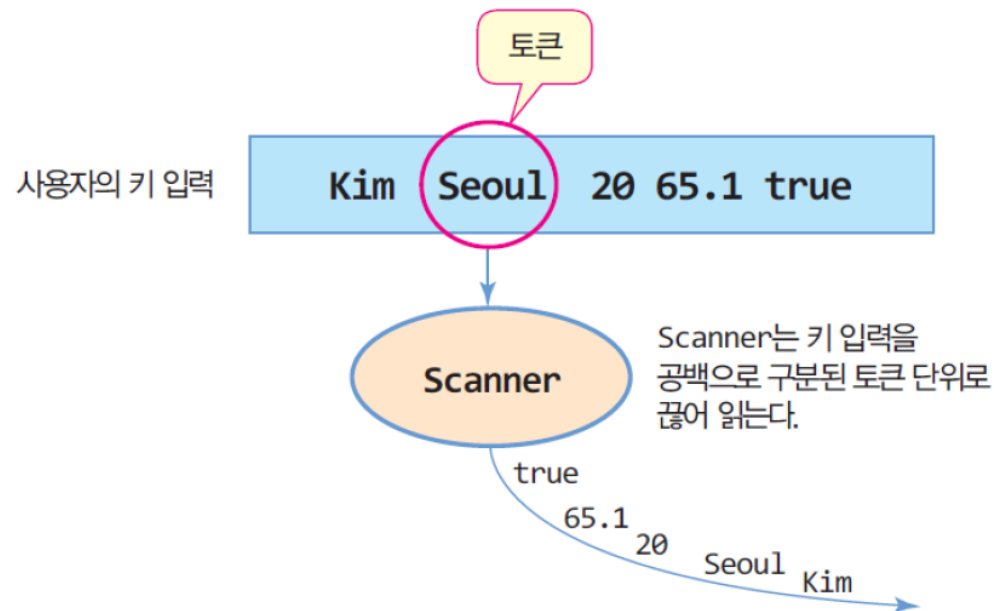 토큰
사용자의 키 입력
Kim Seoul 20 65.1 true
Scanner
Scanner는 키 입력을
공백으로 구분된 토큰 단위로
끊어 읽는다.
true
65.1
20
Seoul
Kim